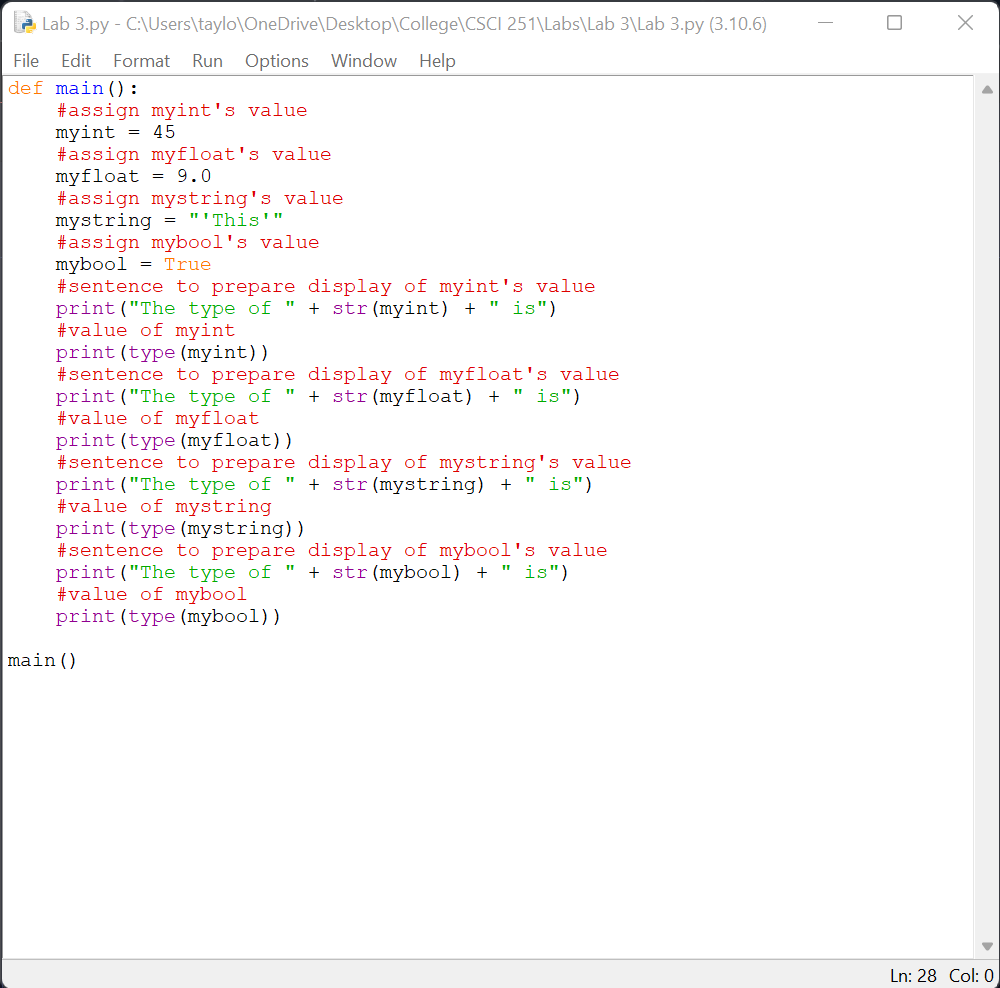 Lab 3.py - C:\Users\taylo\OneDrive\Desktop\College\CSCI 251\Labs\Lab 3\Lab 3.py (3.10.6)
File Edit Format Run Options Window Help
def main():
    #assign myint's value
    myint = 45
    #assign myfloat's value
    myfloat = 9.0
    #assign mystring's value
    mystring = "'This'"
    #assign mybool's value
    mybool = True
    #sentence to prepare display of myint's value
    print("The type of " + str(myint) + " is")
    #value of myint
    print(type(myint))
    #sentence to prepare display of myfloat's value
    print("The type of " + str(myfloat) + " is")
    #value of myfloat
    print(type(myfloat))
    #sentence to prepare display of mystring's value
    print("The type of " + str(mystring) + " is")
    #value of mystring
    print(type(mystring))
    #sentence to prepare display of mybool's value
    print("The type of " + str(mybool) + " is")
    #value of mybool
    print(type(mybool))

main()
Ln: 28 Col: 0